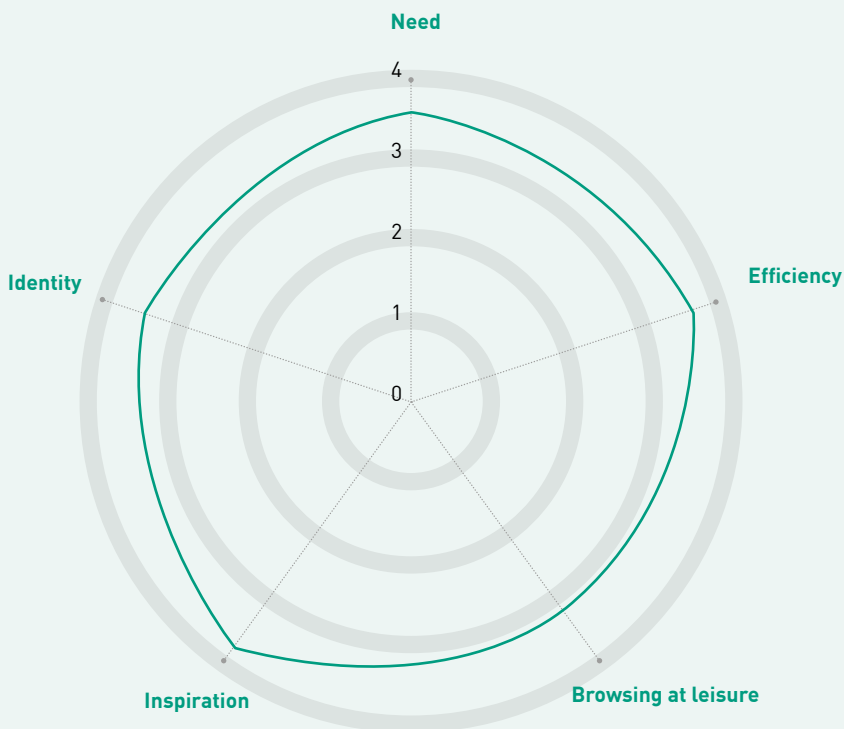 Need
4
3
2
Identity
Efficiency
1
0
Inspiration
Browsing at leisure